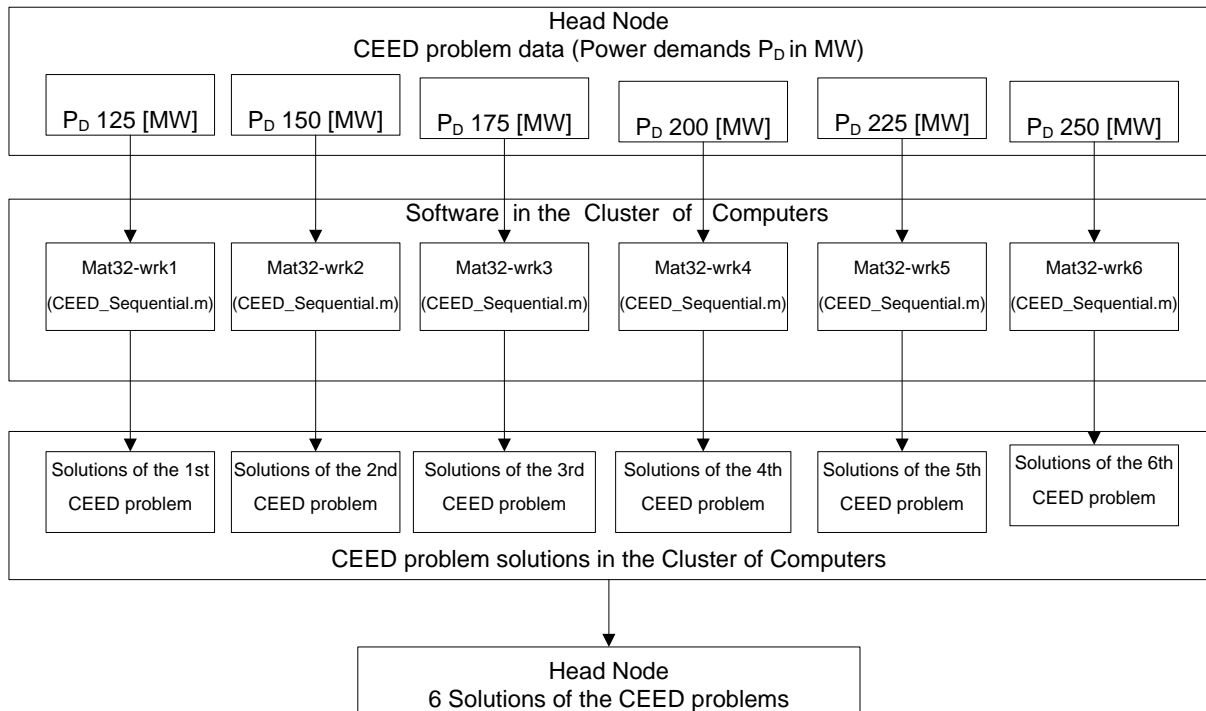 Head Node
CEED problem data (Power demands PD in MW)
PD 125 [MW]
PD 150 [MW]
PD 175 [MW]
PD 200 [MW]
PD 225 [MW]
PD 250 [MW]
Software in the Cluster of Computers
Mat32-wrk1
(CEED_Sequential.m)
Mat32-wrk2
(CEED_Sequential.m)
Mat32-wrk3
(CEED_Sequential.m)
Mat32-wrk4
(CEED_Sequential.m)
Mat32-wrk5
(CEED_Sequential.m)
Mat32-wrk6
(CEED_Sequential.m)
Solutions of the 1st
CEED problem
Solutions of the 2nd
CEED problem
Solutions of the 3rd
CEED problem
Solutions of the 4th
CEED problem
Solutions of the 5th
CEED problem
Solutions of the 6th
CEED problem
CEED problem solutions in the Cluster of Computers
Head Node
6 Solutions of the CEED problems